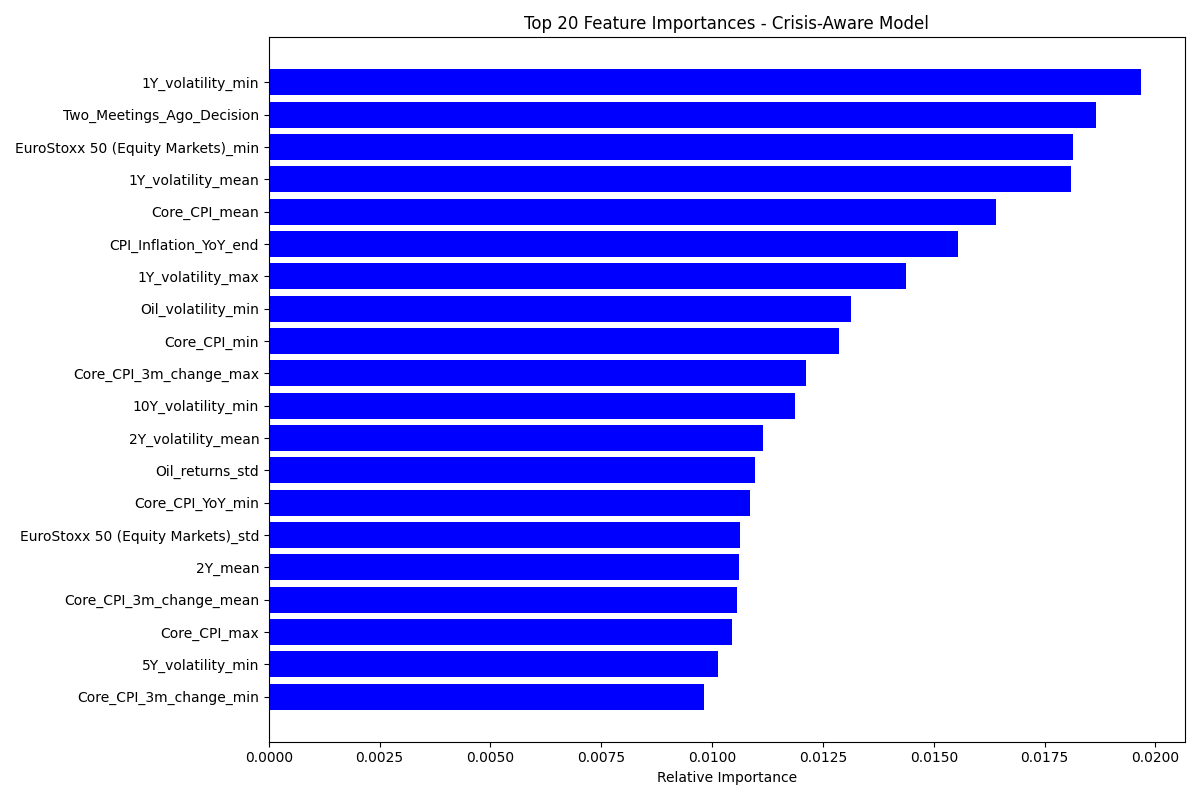 Top 20 Feature Importances - Crisis-Aware Model
1Y_volatility_min
Two_Meetings_Ago_Decision
EuroStoxx 50 (Equity Markets)_min
1Y_volatility_mean
Core_CPI_mean
CPI_Inflation_YoY_end
1Y_volatility_max
Oil_volatility_min
Core_CPI_min
Core_CPI_3m_change_max
10Y_volatility_min
2Y_volatility_mean
Oil_returns_std
Core_CPI_YoY_min
EuroStoxx 50 (Equity Markets)_std
2Y_mean
Core_CPI_3m_change_mean
Core_CPI_max
5Y_volatility_min
Core_CPI_3m_change_min
0.0000 0.0025 0.0050 0.0075 0.0100 0.0125 0.0150 0.0175 0.0200
Relative Importance